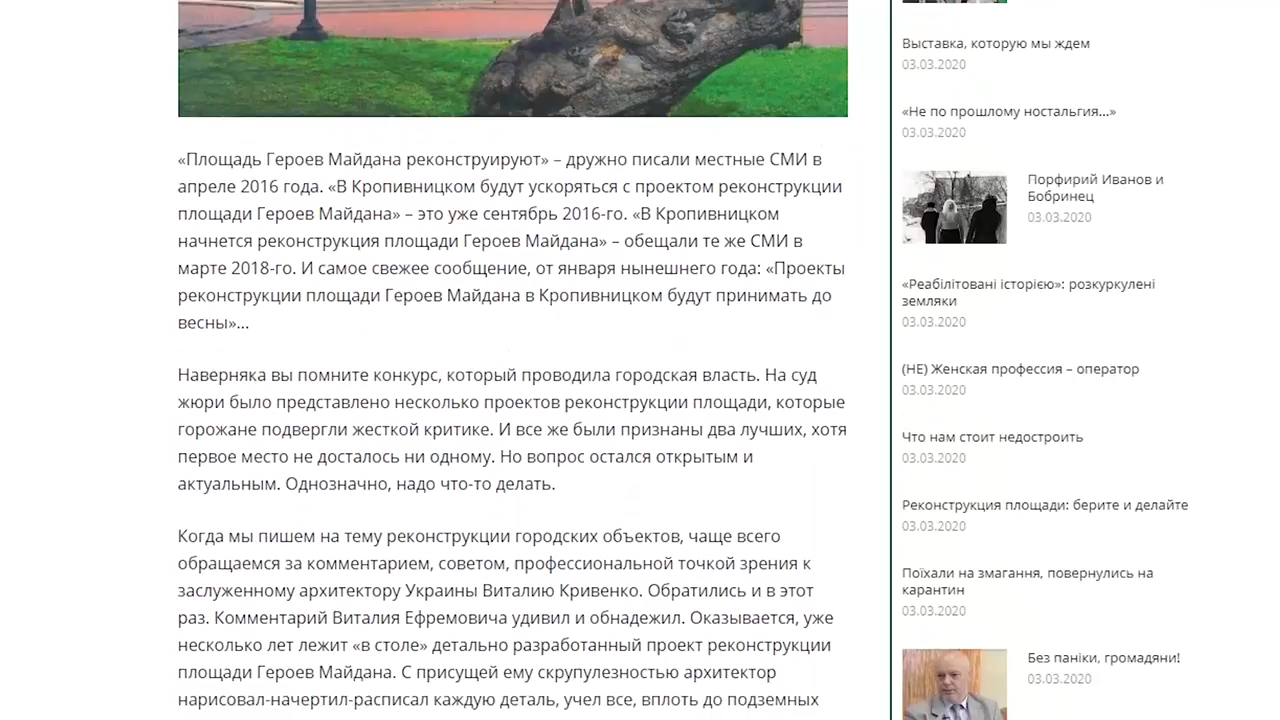 «Площадь Героев Майдана реконструируют» – дружно писали местные СМИ в
апреле 2016 года. «В Кропивницком будут ускоряться с проектом реконструкции
площади Героев Майдана» – это уже сентябрь 2016-го. «В Кропивницком
начнется реконструкция площади Героев Майдана» – обещали те же СМИ в
марте 2018-го. И самое свежее сообщение, от января нынешнего года: «Проекты
реконструкции площади Героев Майдана в Кропивницком будут принимать до
весны»...
Наверняка вы помните конкурс, который проводила городская власть. На суд
жюри было представлено несколько проектов реконструкции площади, которые
горожане подвергли жесткой критике. И все же были признаны два лучших, хотя
первое место не досталось ни одному. Но вопрос остался открытым и
актуальным. Однозначно, надо что-то делать.
Когда мы пишем на тему реконструкции городских объектов, чаще всего
обращаемся за комментарием, советом, профессиональной точкой зрения к
заслуженному архитектору Украины Виталию Кривенко. Обратились и в этот
раз. Комментарий Виталия Ефремовича удивил и обнадежил. Оказывается, уже
несколько лет лежит «в столе» детально разработанный проект реконструкции
площади Героев Майдана. С присущей ему скрупулезностью архитектор
нарисовал-начертил-расписал каждую деталь, учел все, вплоть до подземных
Выставка, которую мы ждем
03.03.2020
«Не по прошлому ностальгия...»
03.03.2020
Порфирий Иванов и
Бобринец
03.03.2020
«Реабілітовані історією»: розкуркулені
земляки
03.03.2020
(НЕ) Женская профессия – оператор
03.03.2020
Что нам стоит недостроить
03.03.2020
Реконструкция площади: берите и делайте
03.03.2020
Поїхали на змагання, повернулись на
карантин
03.03.2020
Без паніки, громадяни!
03.03.2020